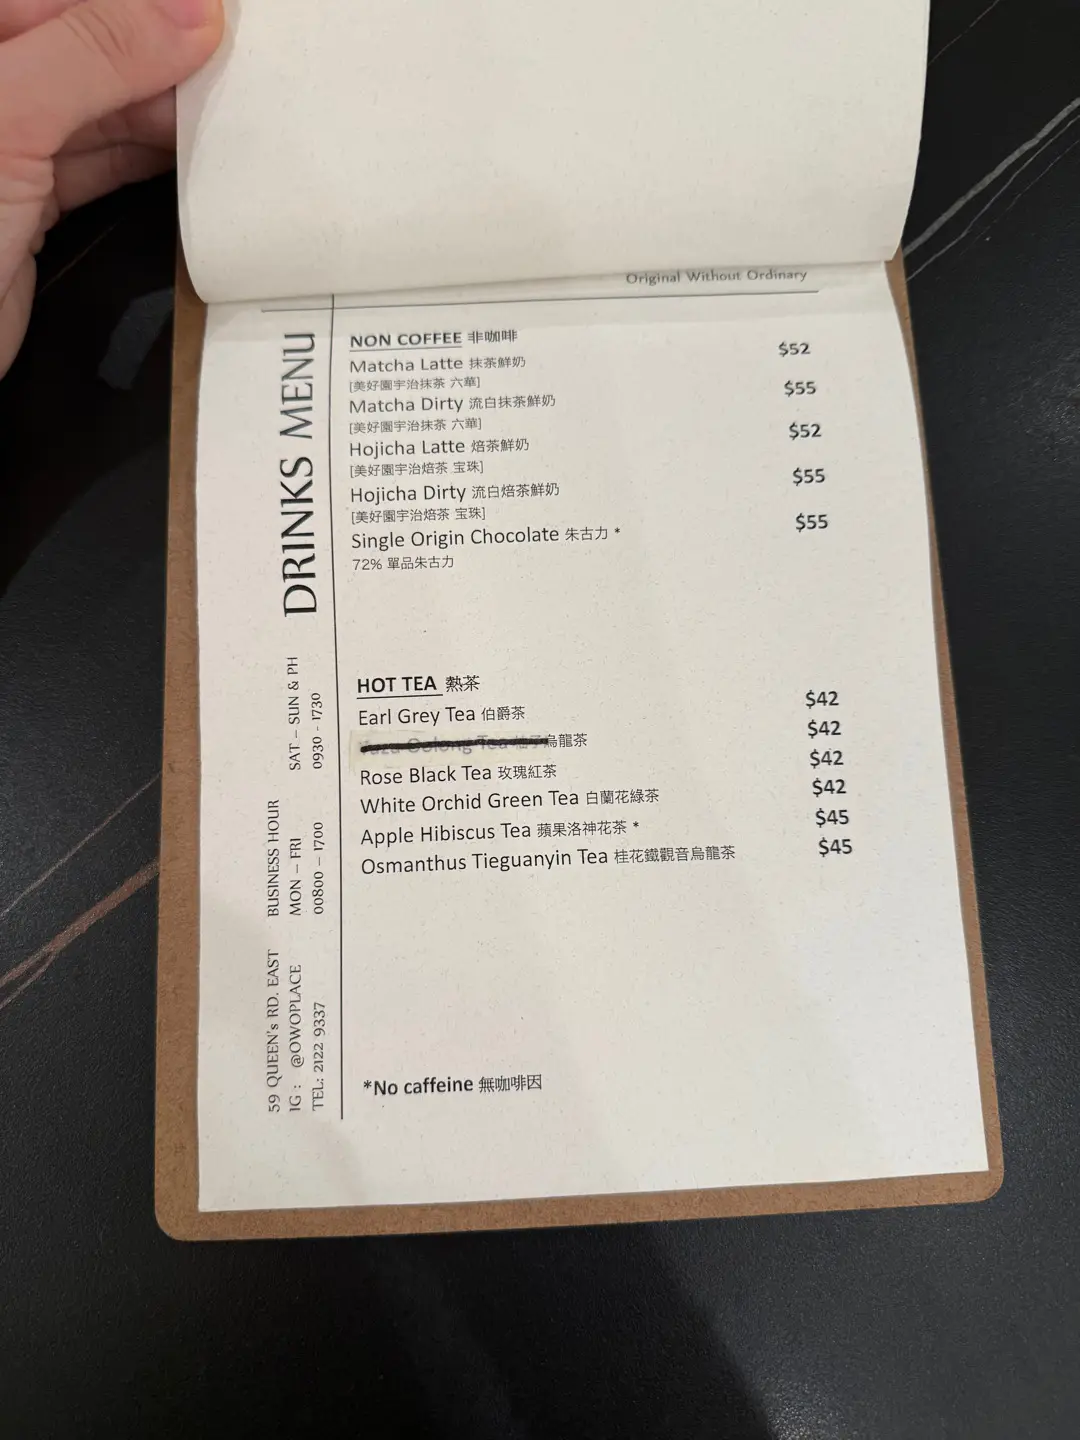 Original Without Ordinary
DRINKS MENU
NON COFFEE 非咖啡
Matcha Latte 抹茶鮮奶 $52
[美好園宇治抹茶 六華]
Matcha Dirty 流白抹茶鮮奶 $55
[美好園宇治抹茶 六華]
Hojicha Latte 焙茶鮮奶 $52
[美好園宇治焙茶 宝珠]
Hojicha Dirty 流白焙茶鮮奶 $55
[美好園宇治焙茶 宝珠]
Single Origin Chocolate 朱古力 * $55
72% 單品朱古力
HOT TEA 熱茶
Earl Grey Tea 伯爵茶 $42
Yuzu Oolong Tea 柚子烏龍茶 $42
Rose Black Tea 玫瑰紅茶 $42
White Orchid Green Tea 白蘭花綠茶 $42
Apple Hibiscus Tea 蘋果洛神花茶 * $45
Osmanthus Tieguanyin Tea 桂花鐵觀音烏龍茶 $45
*No caffeine 無咖啡因
59 QUEEN's RD. EAST
IG : @OWOPLACE
TEL: 2122 9337
BUSINESS HOUR
MON – FRI
00800 – 1700
SAT – SUN & PH
0930 - 1730